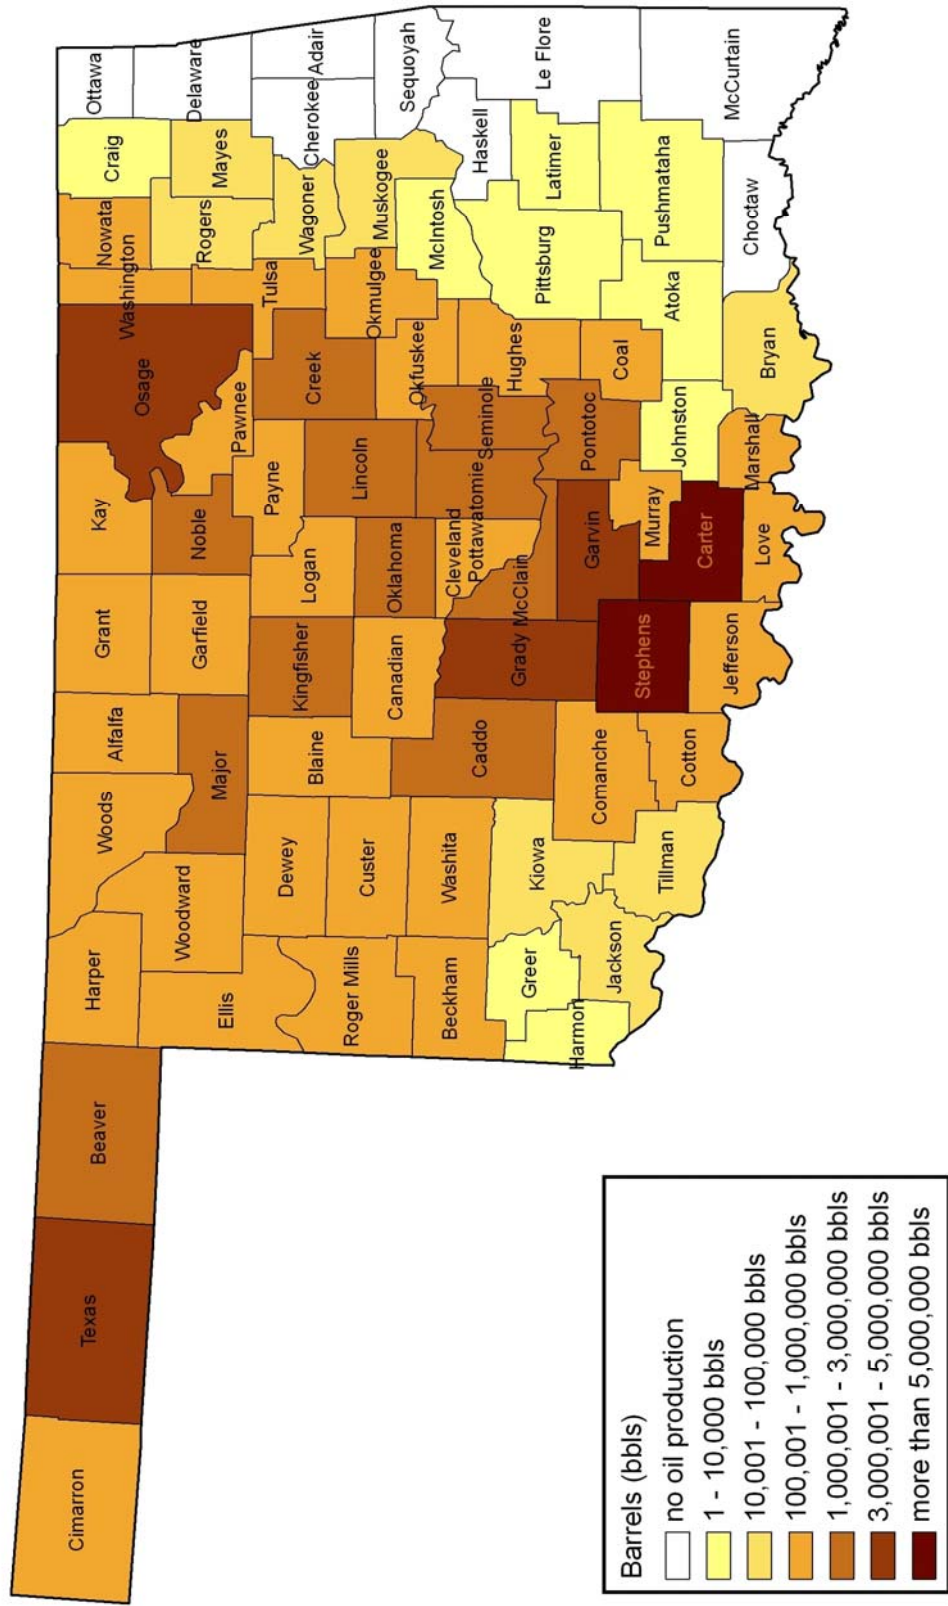 Cimarron
Texas
Beaver
Harper
Woods
Alfalfa
Grant
Kay
Osage
Washington
Nowata
Craig
Ottawa
Ellis
Woodward
Major
Garfield
Noble
Pawnee
Rogers
Mayes
Delaware
Roger Mills
Dewey
Blaine
Kingfisher
Logan
Payne
Creek
Tulsa
Wagoner
Cherokee
Adair
Custer
Canadian
Oklahoma
Lincoln
Okfuskee
Okmulgee
Muskogee
Sequoyah
Beckham
Washita
Caddo
Grady
McClain
Cleveland
Pottawatomie
Seminole
Hughes
McIntosh
Haskell
Harmon
Greer
Kiowa
Comanche
Stephens
Garvin
Pontotoc
Coal
Pittsburg
Latimer
Le Flore
Jackson
Tillman
Cotton
Jefferson
Carter
Murray
Johnston
Atoka
Pushmataha
McCurtain
Love
Marshall
Bryan
Choctaw
Barrels (bbls)
no oil production
1 - 10,000 bbls
10,001 - 100,000 bbls
100,001 - 1,000,000 bbls
1,000,001 - 3,000,000 bbls
3,000,001 - 5,000,000 bbls
more than 5,000,000 bbls